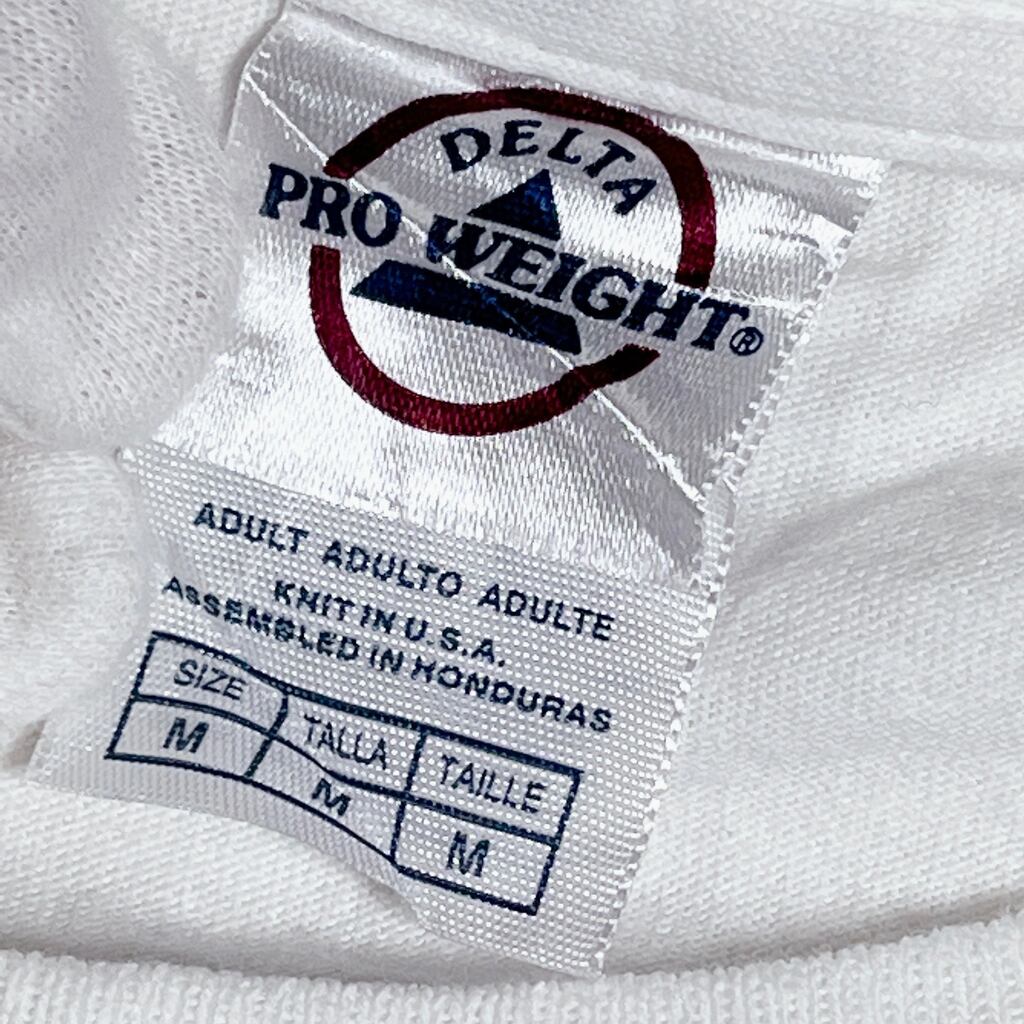 DELTA
PRO WEIGHT®
ADULT ADULTO ADULTE
KNIT IN U.S.A.
ASSEMBLED IN HONDURAS
SIZE TALLA TAILLE
M M M